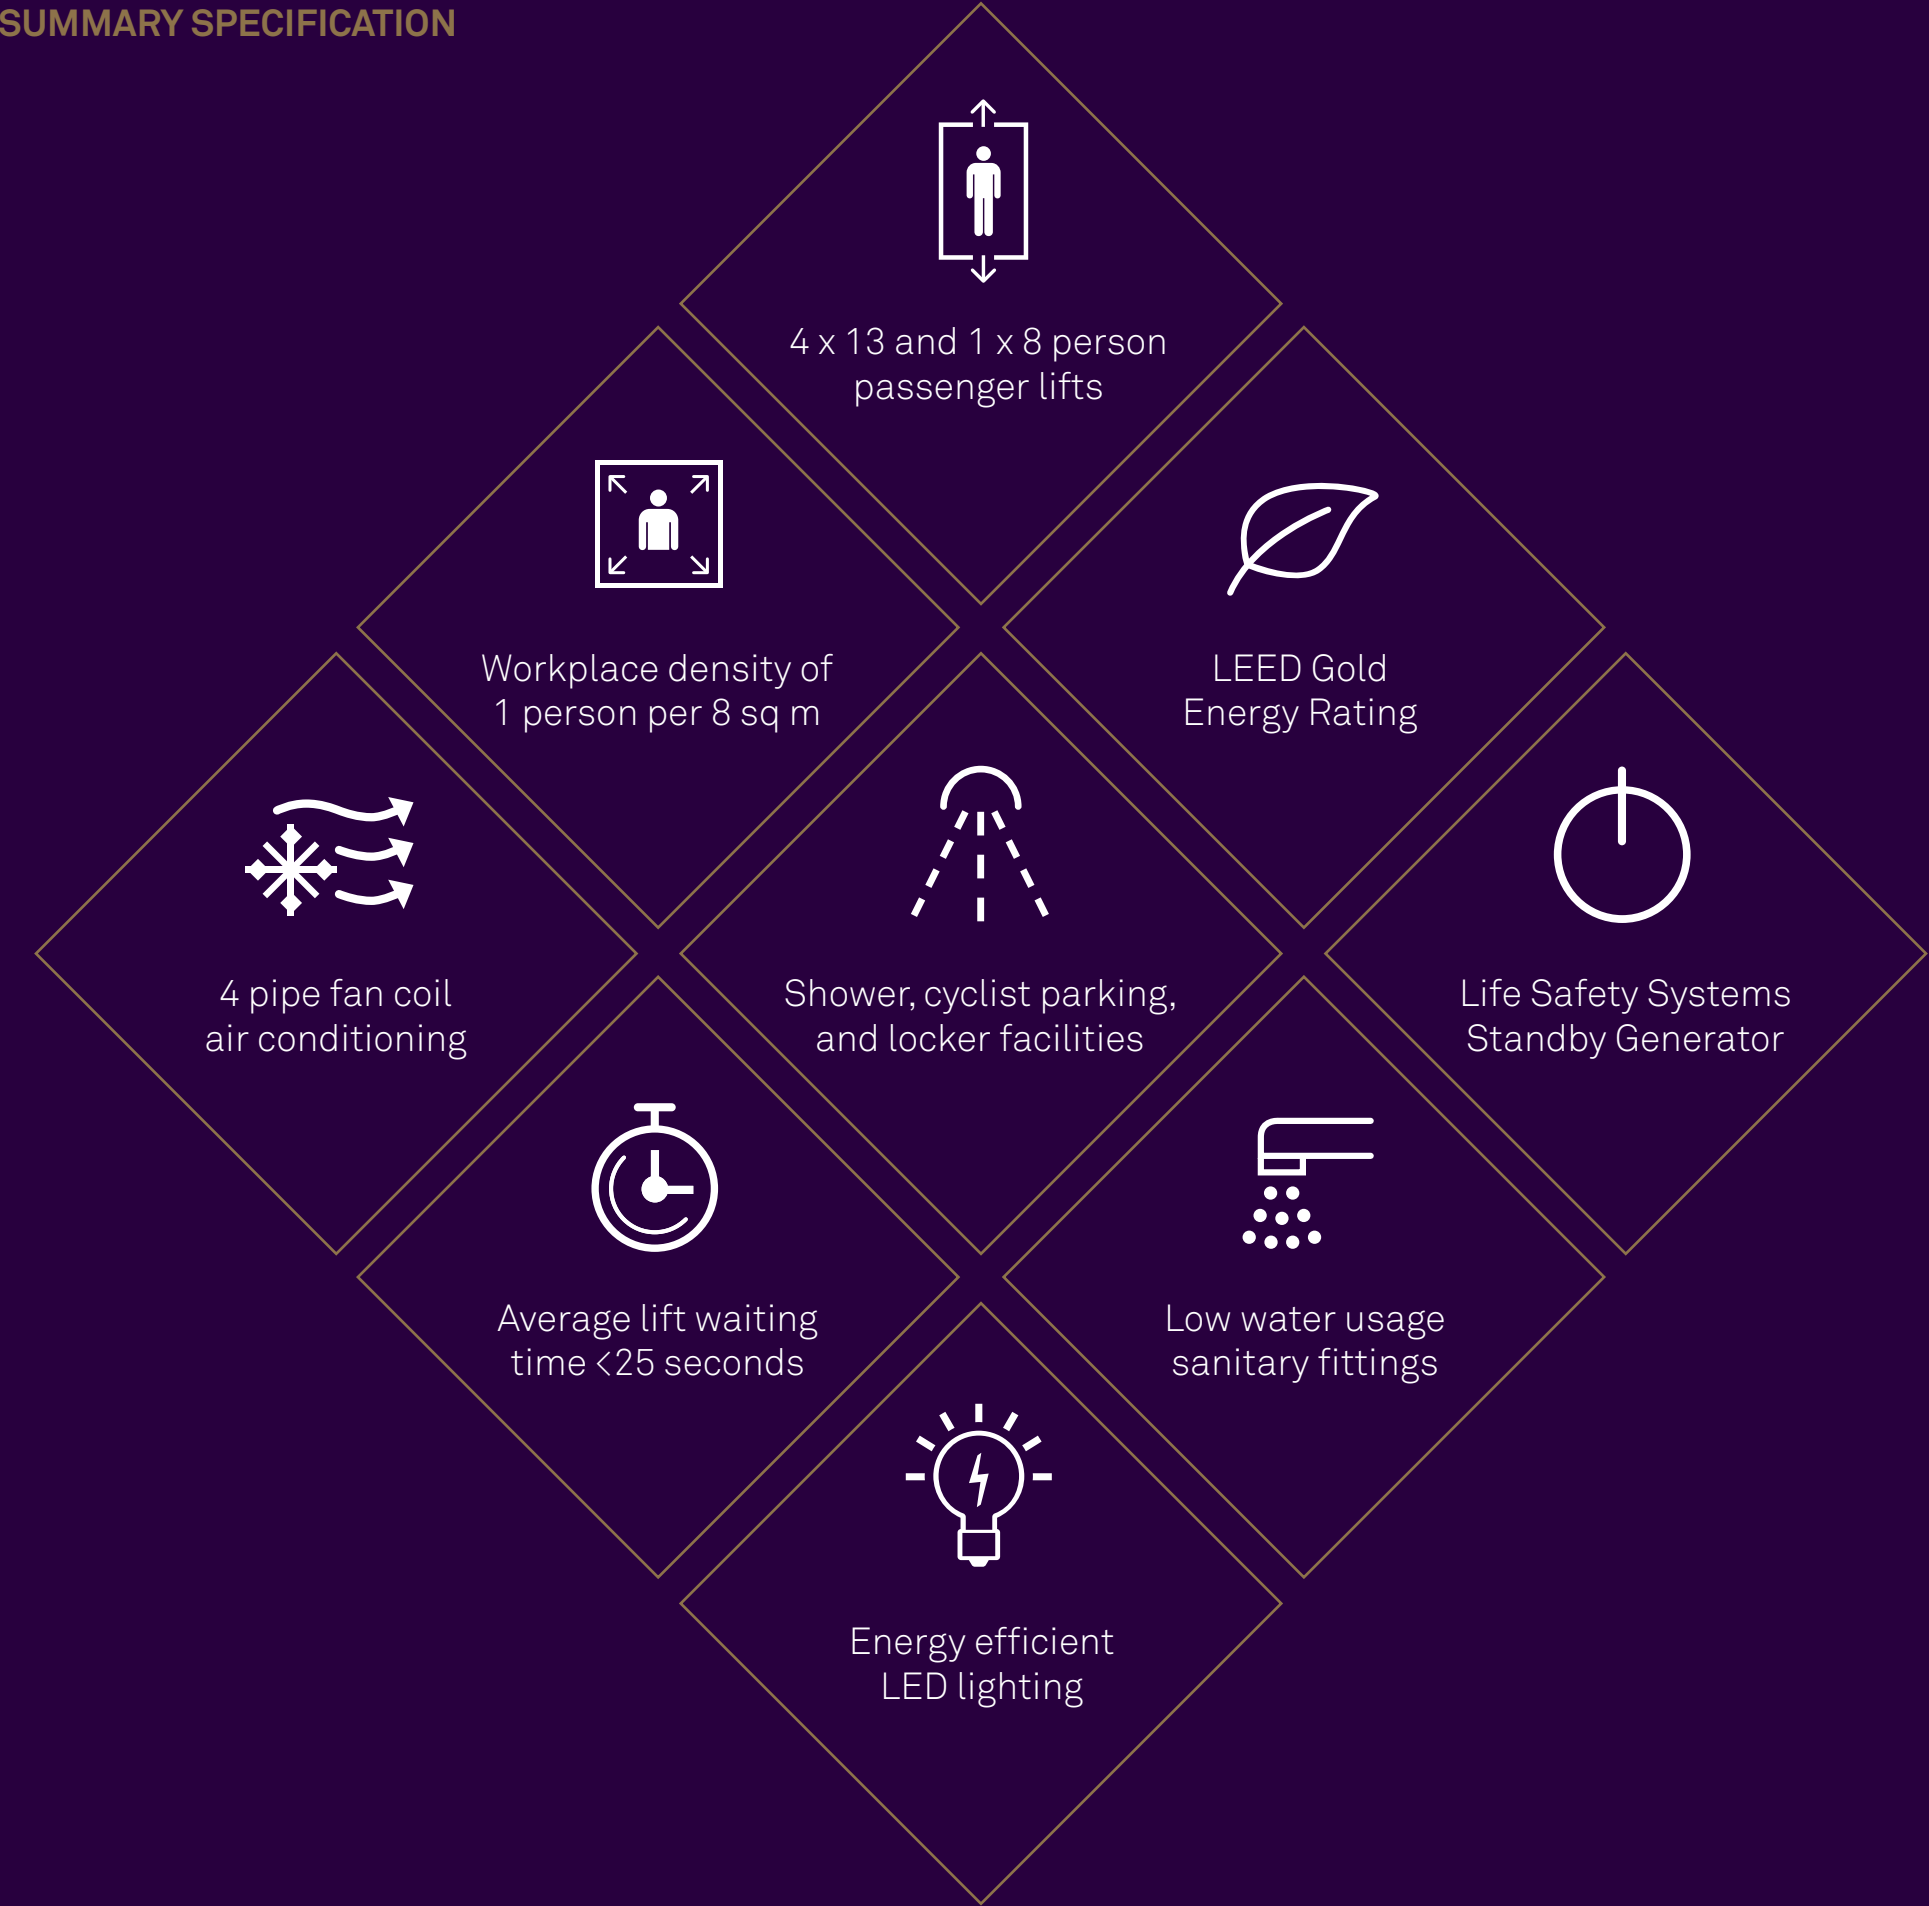 SUMMARY SPECIFICATION
4 x 13 and 1 x 8 person
passenger lifts
Workplace density of
1 person per 8 sq m
LEED Gold
Energy Rating
4 pipe fan coil
air conditioning
Shower, cyclist parking,
and locker facilities
Life Safety Systems
Standby Generator
Average lift waiting
time <25 seconds
Low water usage
sanitary fittings
Energy efficient
LED lighting